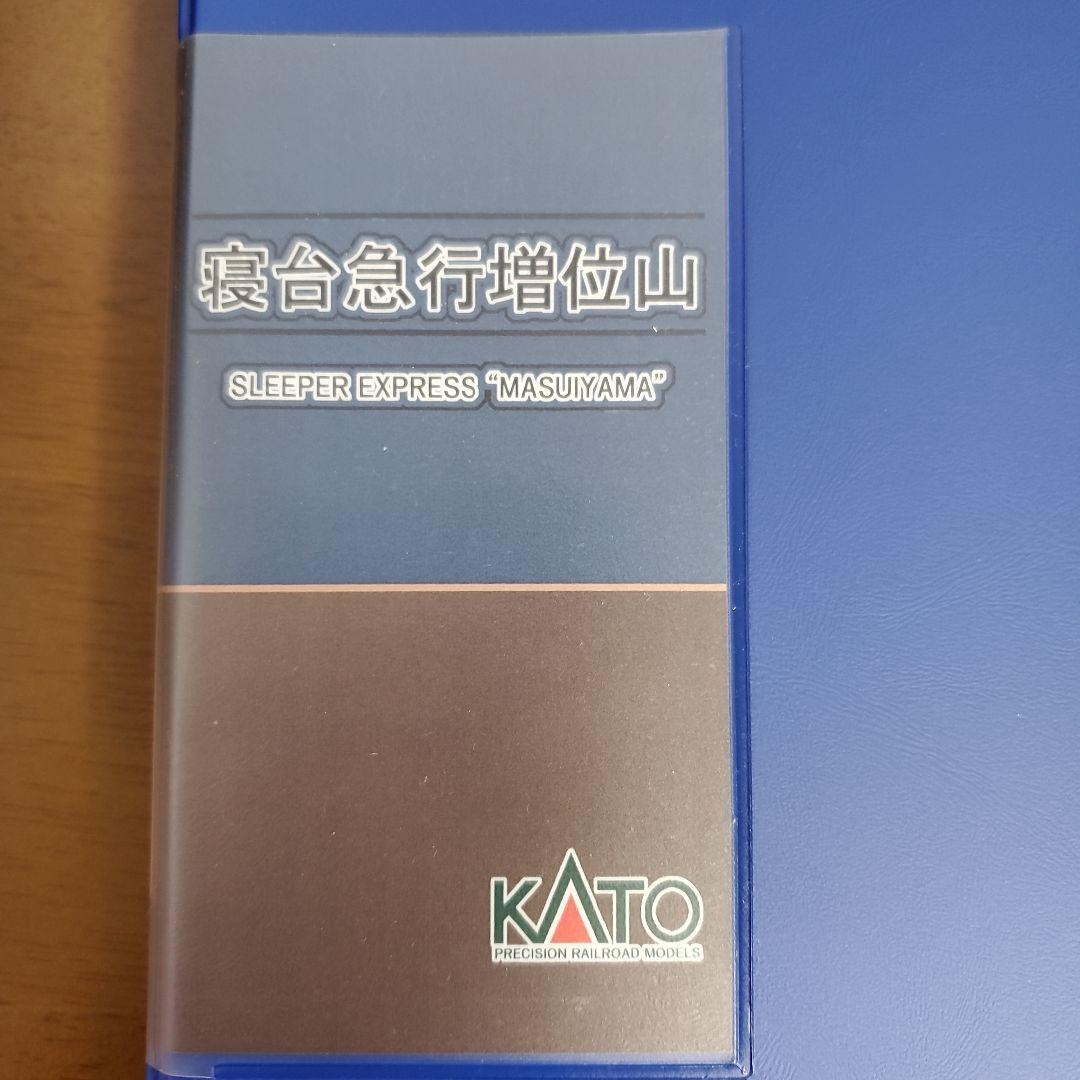 寝台急行増位山
SLEEPER EXPRESS “MASUIYAMA”
KATO
PRECISION RAILROAD MODELS